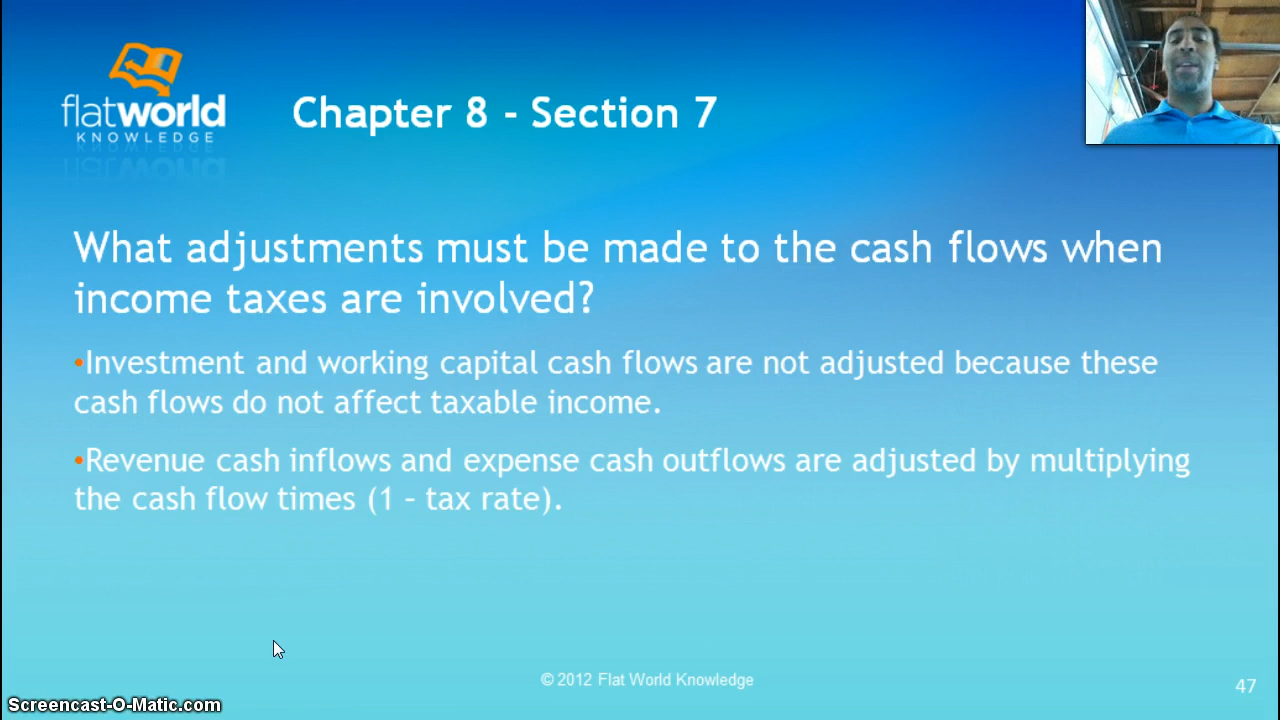 flatworld
KNOWLEDGE
Chapter 8 - Section 7
What adjustments must be made to the cash flows when
income taxes are involved?
•Investment and working capital cash flows are not adjusted because these
cash flows do not affect taxable income.
•Revenue cash inflows and expense cash outflows are adjusted by multiplying
the cash flow times (1 – tax rate).
© 2012 Flat World Knowledge
47
Screencast-O-Matic.com